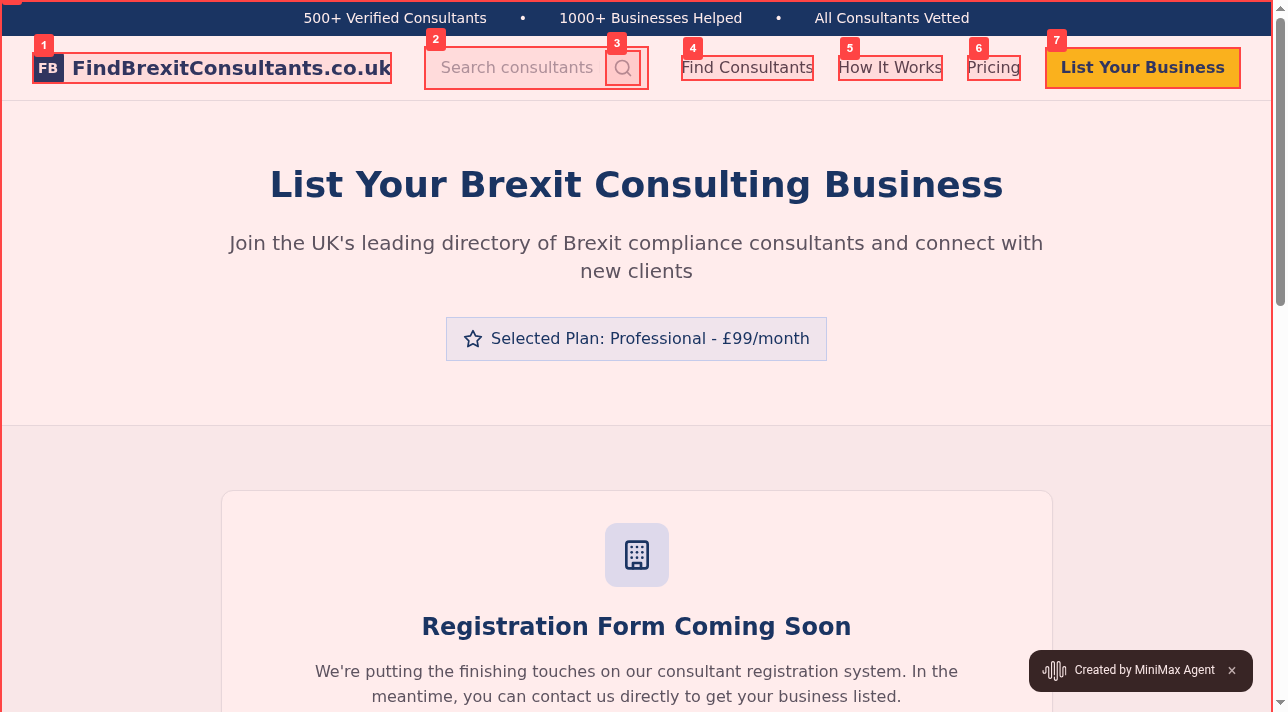 500+ Verified Consultants • 1000+ Businesses Helped • All Consultants Vetted
1 2 3 4 5 6 7
FB FindBrexitConsultants.co.uk Search consultants Find Consultants How It Works Pricing List Your Business
List Your Brexit Consulting Business
Join the UK's leading directory of Brexit compliance consultants and connect with
new clients
Selected Plan: Professional - £99/month
Registration Form Coming Soon
We're putting the finishing touches on our consultant registration system. In the
meantime, you can contact us directly to get your business listed.
Created by MiniMax Agent ×